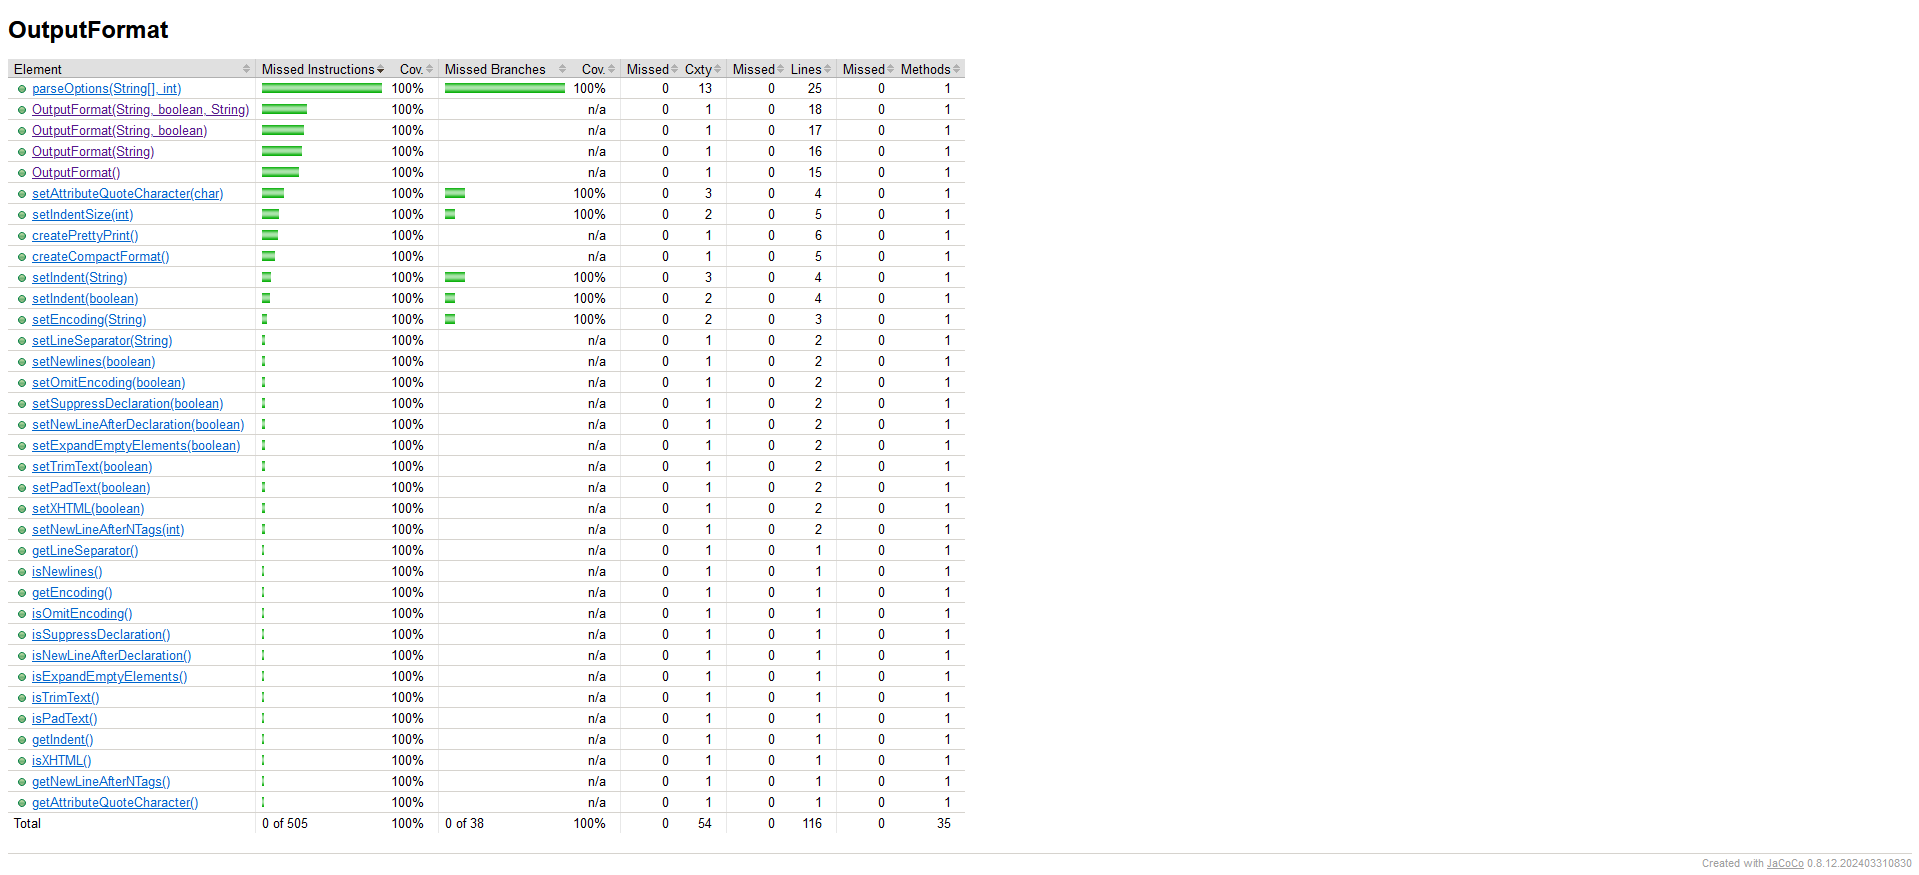 OutputFormat
Element Missed Instructions Cov. Missed Branches Cov. Missed Cxty Missed Lines Missed Methods
parseOptions(String[], int) 100% 100% 0 13 0 25 0 1
OutputFormat(String, boolean, String) 100% n/a 0 1 0 18 0 1
OutputFormat(String, boolean) 100% n/a 0 1 0 17 0 1
OutputFormat(String) 100% n/a 0 1 0 16 0 1
OutputFormat() 100% n/a 0 1 0 15 0 1
setAttributeQuoteCharacter(char) 100% 100% 0 3 0 4 0 1
setIndentSize(int) 100% 100% 0 2 0 5 0 1
createPrettyPrint() 100% n/a 0 1 0 6 0 1
createCompactFormat() 100% n/a 0 1 0 5 0 1
setIndent(String) 100% 100% 0 3 0 4 0 1
setIndent(boolean) 100% 100% 0 2 0 4 0 1
setEncoding(String) 100% 100% 0 2 0 3 0 1
setLineSeparator(String) 100% n/a 0 1 0 2 0 1
setNewlines(boolean) 100% n/a 0 1 0 2 0 1
setOmitEncoding(boolean) 100% n/a 0 1 0 2 0 1
setSuppressDeclaration(boolean) 100% n/a 0 1 0 2 0 1
setNewLineAfterDeclaration(boolean) 100% n/a 0 1 0 2 0 1
setExpandEmptyElements(boolean) 100% n/a 0 1 0 2 0 1
setTrimText(boolean) 100% n/a 0 1 0 2 0 1
setPadText(boolean) 100% n/a 0 1 0 2 0 1
setXHTML(boolean) 100% n/a 0 1 0 2 0 1
setNewLineAfterNTags(int) 100% n/a 0 1 0 2 0 1
getLineSeparator() 100% n/a 0 1 0 1 0 1
isNewlines() 100% n/a 0 1 0 1 0 1
getEncoding() 100% n/a 0 1 0 1 0 1
isOmitEncoding() 100% n/a 0 1 0 1 0 1
isSuppressDeclaration() 100% n/a 0 1 0 1 0 1
isNewLineAfterDeclaration() 100% n/a 0 1 0 1 0 1
isExpandEmptyElements() 100% n/a 0 1 0 1 0 1
isTrimText() 100% n/a 0 1 0 1 0 1
isPadText() 100% n/a 0 1 0 1 0 1
getIndent() 100% n/a 0 1 0 1 0 1
isXHTML() 100% n/a 0 1 0 1 0 1
getNewLineAfterNTags() 100% n/a 0 1 0 1 0 1
getAttributeQuoteCharacter() 100% n/a 0 1 0 1 0 1
Total 0 of 505 100% 0 of 38 100% 0 54 0 116 0 35
Created with JaCoCo 0.8.12.202403310830